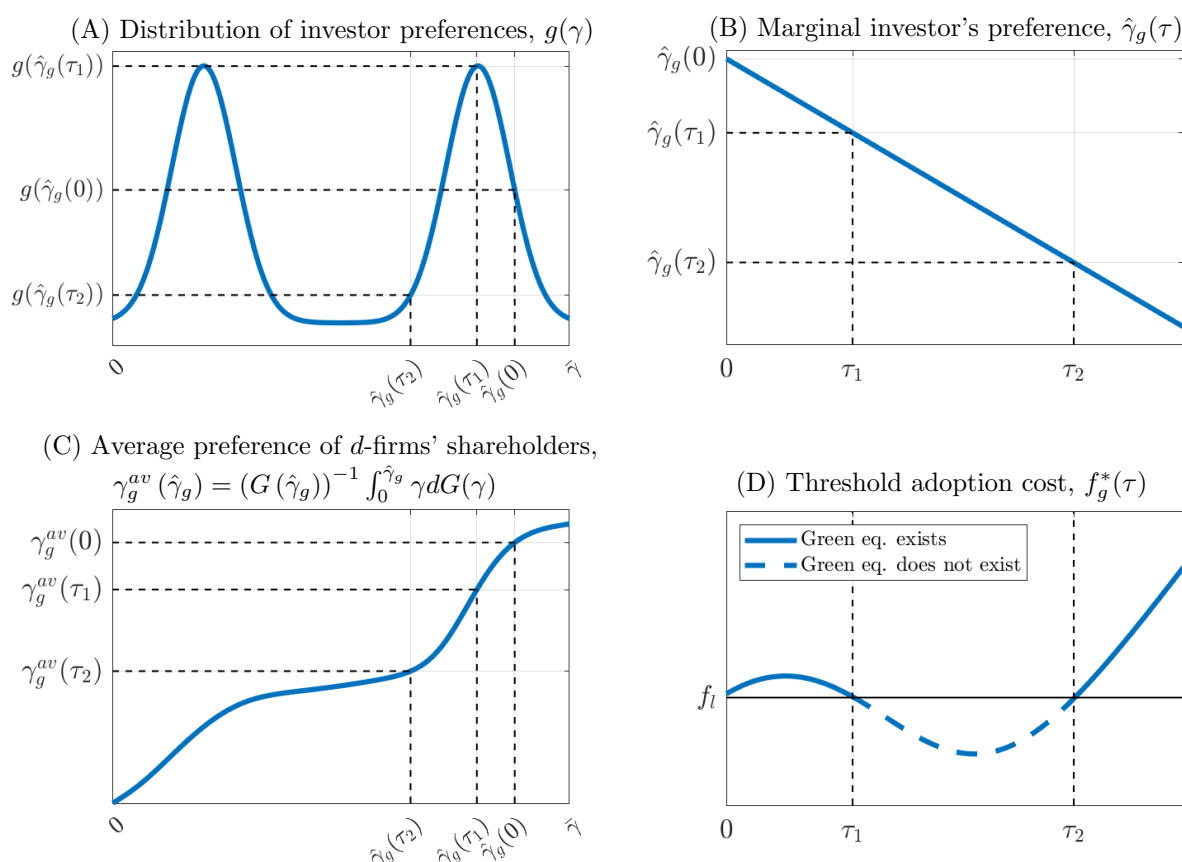 (A) Distribution of investor preferences, g(γ)
g(γ̂_g(τ_1))
g(γ̂_g(0))
g(γ̂_g(τ_2))
0
γ̂_g(τ_2)
γ̂_g(τ_1)
γ̂_g(0)
γ̄
(B) Marginal investor's preference, γ̂_g(τ)
γ̂_g(0)
γ̂_g(τ_1)
γ̂_g(τ_2)
0
τ_1
τ_2
(C) Average preference of d-firms' shareholders,
γ_g^{av} (γ̂_g) = (G (γ̂_g))^{-1} ∫_0^{γ̂_g} γdG(γ)
γ_g^{av}(0)
γ_g^{av}(τ_1)
γ_g^{av}(τ_2)
0
γ̂_g(τ_2)
γ̂_g(τ_1)
γ̂_g(0)
γ̄
(D) Threshold adoption cost, f_g^*(τ)
Green eq. exists
Green eq. does not exist
f_l
0
τ_1
τ_2